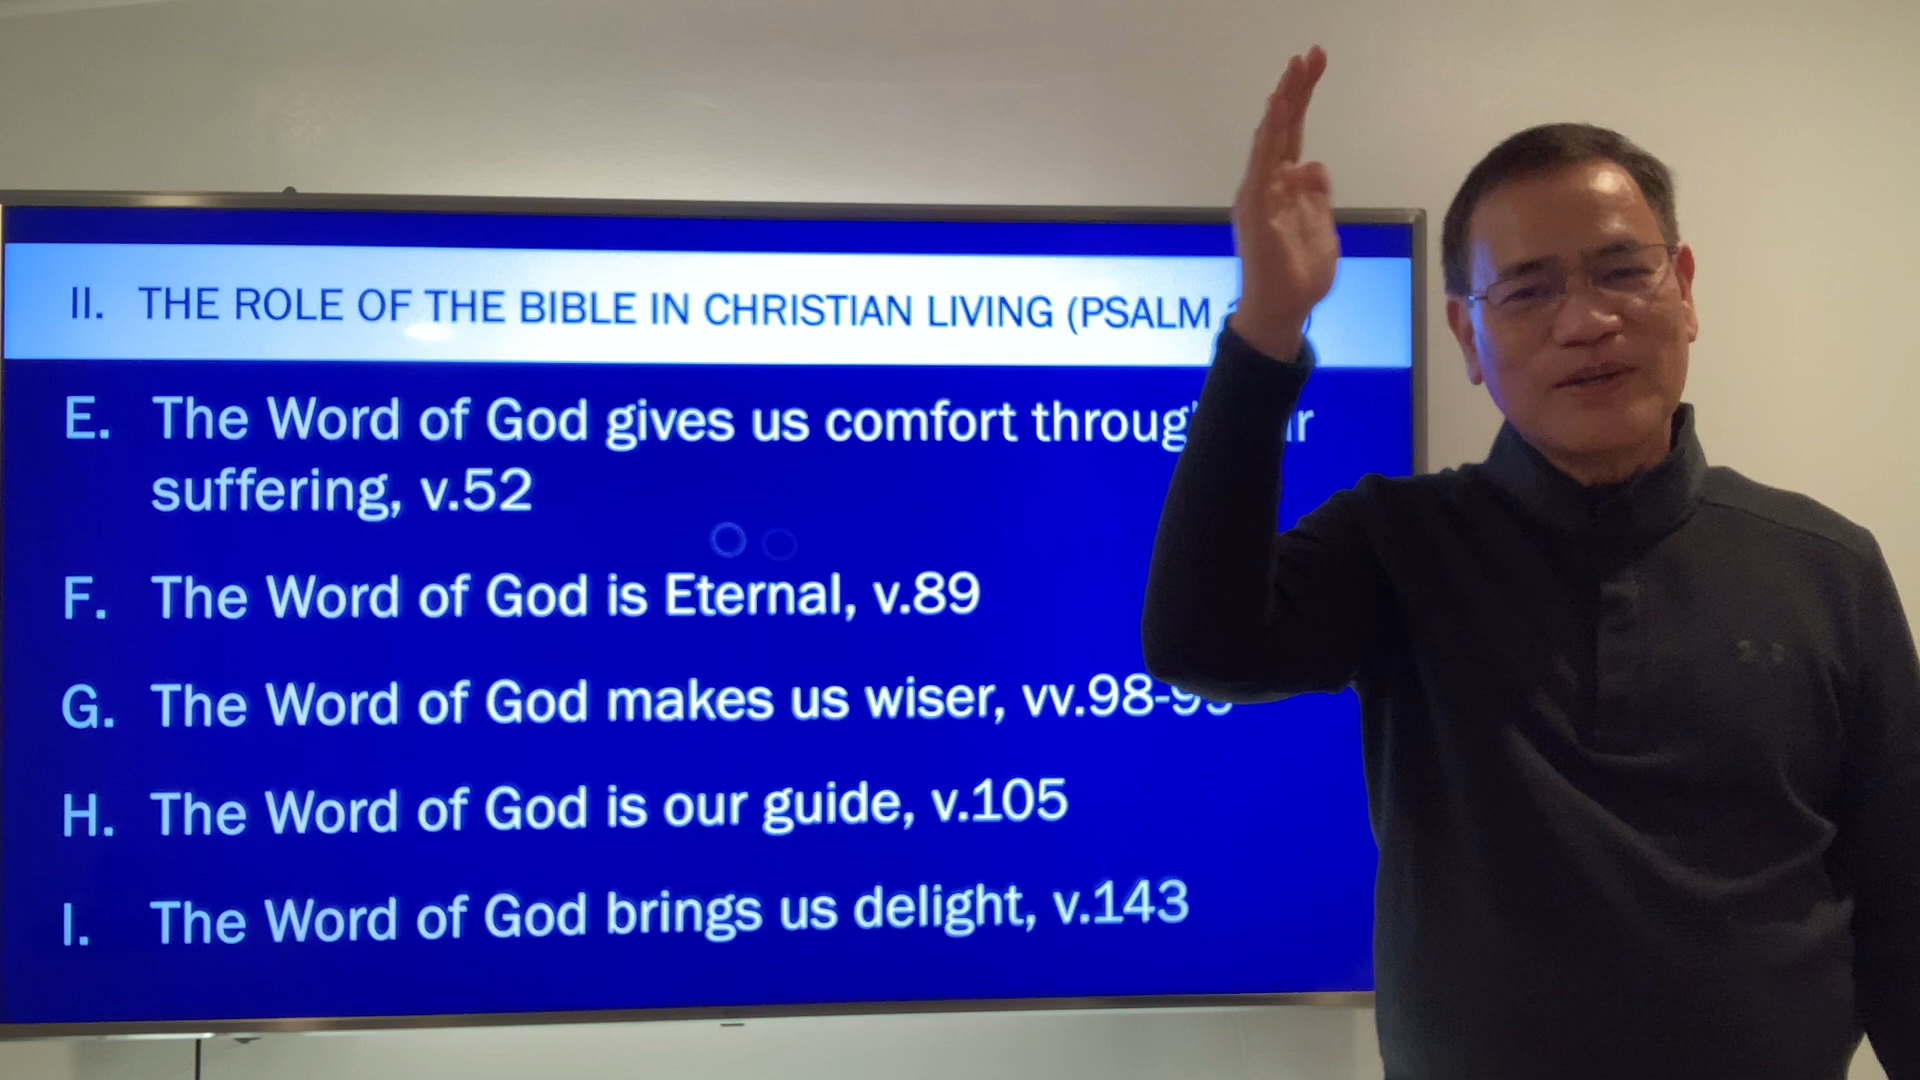 II. THE ROLE OF THE BIBLE IN CHRISTIAN LIVING (PSALM
E. The Word of God gives us comfort
suffering, v.52
F. The Word of God is Eternal, v.89
G. The Word of God makes us wiser, vv.98-99
H. The Word of God is our guide, v.105
I. The Word of God brings us delight, v.143